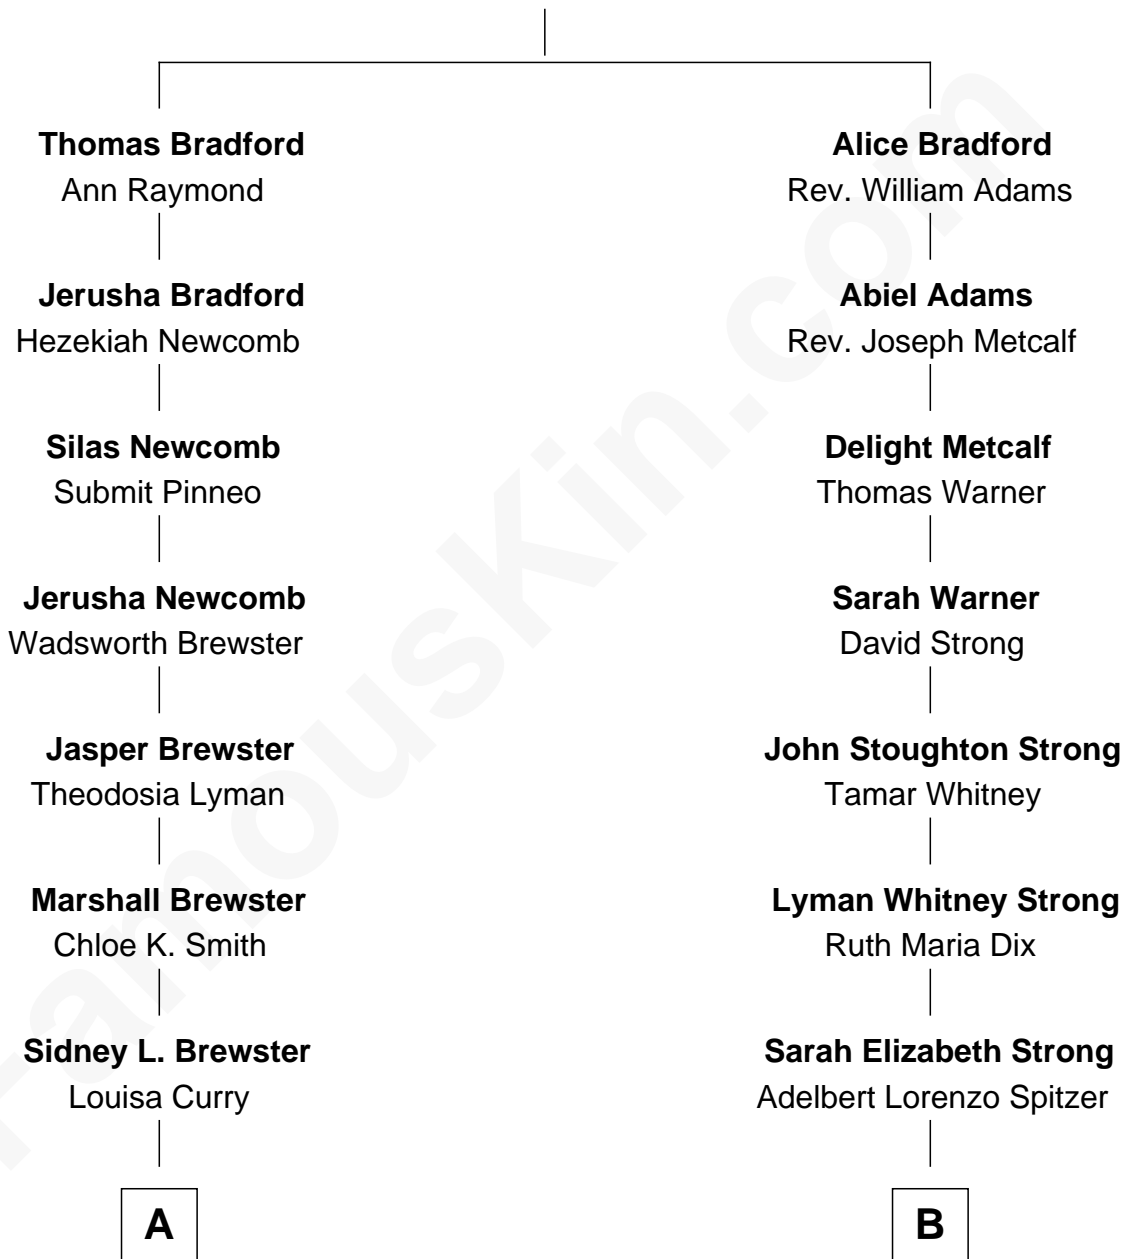 Thomas Bradford
Ann Raymond
Jerusha Bradford
Hezekiah Newcomb
Silas Newcomb
Submit Pinneo
Jerusha Newcomb
Wadsworth Brewster
Jasper Brewster
Theodosia Lyman
Marshall Brewster
Chloe K. Smith
Sidney L. Brewster
Louisa Curry
A
Alice Bradford
Rev. William Adams
Abiel Adams
Rev. Joseph Metcalf
Delight Metcalf
Thomas Warner
Sarah Warner
David Strong
John Stoughton Strong
Tamar Whitney
Lyman Whitney Strong
Ruth Maria Dix
Sarah Elizabeth Strong
Adelbert Lorenzo Spitzer
B
FamousKin.com